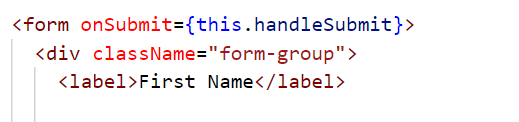 <form onSubmit={this.handleSubmit}>
<div className="form-group">
<label>First Name</label>